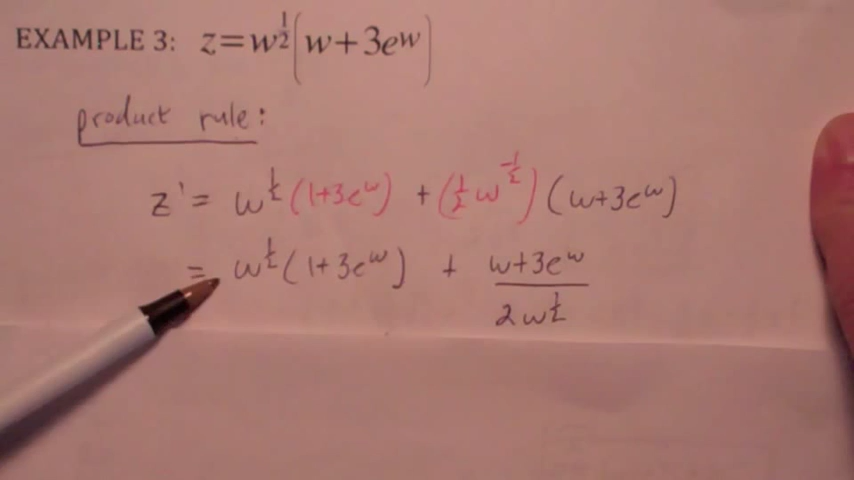 EXAMPLE 3: z=w^{1/2}(w+3e^w)
product rule:
z' = w^{1/2}(1+3e^w) + (1/2 w^{-1/2})(w+3e^w)
= w^{1/2}(1+3e^w) + (w+3e^w)/(2w^{1/2})